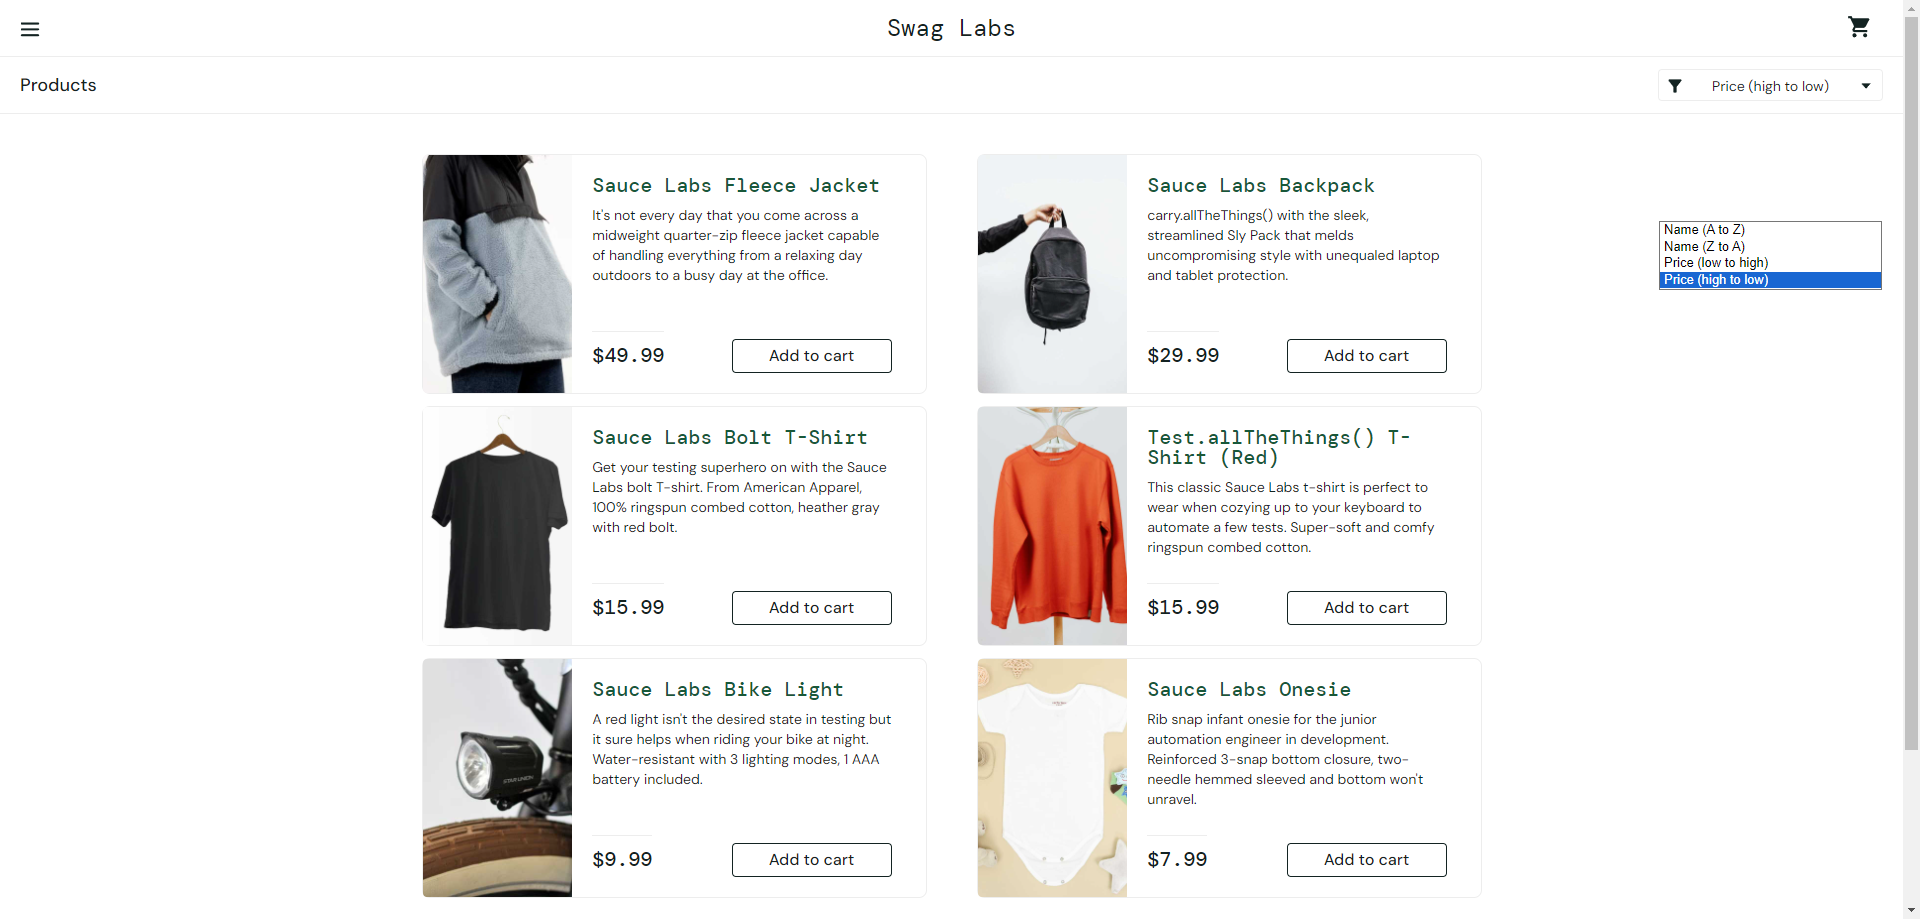 Swag Labs
Products
Price (high to low)
Name (A to Z)
Name (Z to A)
Price (low to high)
Price (high to low)
Sauce Labs Fleece Jacket
It's not every day that you come across a
midweight quarter-zip fleece jacket capable
of handling everything from a relaxing day
outdoors to a busy day at the office.
$49.99
Add to cart
Sauce Labs Backpack
carry.allTheThings() with the sleek,
streamlined Sly Pack that melds
uncompromising style with unequaled laptop
and tablet protection.
$29.99
Add to cart
Sauce Labs Bolt T-Shirt
Get your testing superhero on with the Sauce
Labs bolt T-shirt. From American Apparel,
100% ringspun combed cotton, heather gray
with red bolt.
$15.99
Add to cart
Test.allTheThings() T-
Shirt (Red)
This classic Sauce Labs t-shirt is perfect to
wear when cozying up to your keyboard to
automate a few tests. Super-soft and comfy
ringspun combed cotton.
$15.99
Add to cart
Sauce Labs Bike Light
A red light isn't the desired state in testing but
it sure helps when riding your bike at night.
Water-resistant with 3 lighting modes, 1 AAA
battery included.
$9.99
Add to cart
Sauce Labs Onesie
Rib snap infant onesie for the junior
automation engineer in development.
Reinforced 3-snap bottom closure, two-
needle hemmed sleeved and bottom won't
unravel.
$7.99
Add to cart